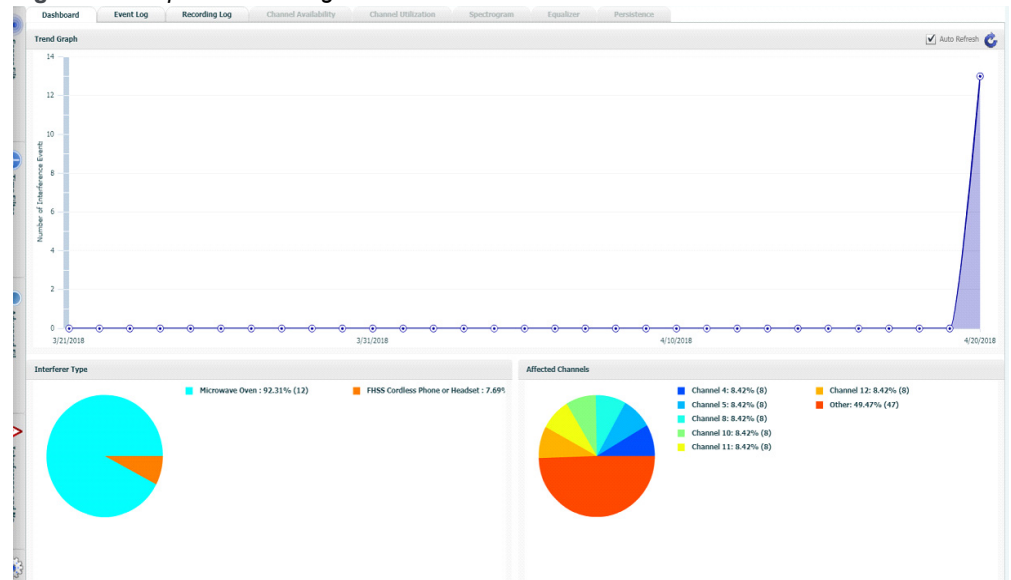 Dashboard Event Log Recording Log Channel Availability Channel Utilization Spectrogram Equalizer Persistence
Trend Graph Auto Refresh
Number of Interference Events
14
12
10
8
6
4
2
0
3/21/2018 3/31/2018 4/10/2018 4/20/2018
Interferer Type
Microwave Oven : 92.31% (12) FHSS Cordless Phone or Headset : 7.69%
Affected Channels
Channel 4: 8.42% (8) Channel 12: 8.42% (8)
Channel 5: 8.42% (8) Other: 49.47% (47)
Channel 8: 8.42% (8)
Channel 10: 8.42% (8)
Channel 11: 8.42% (8)